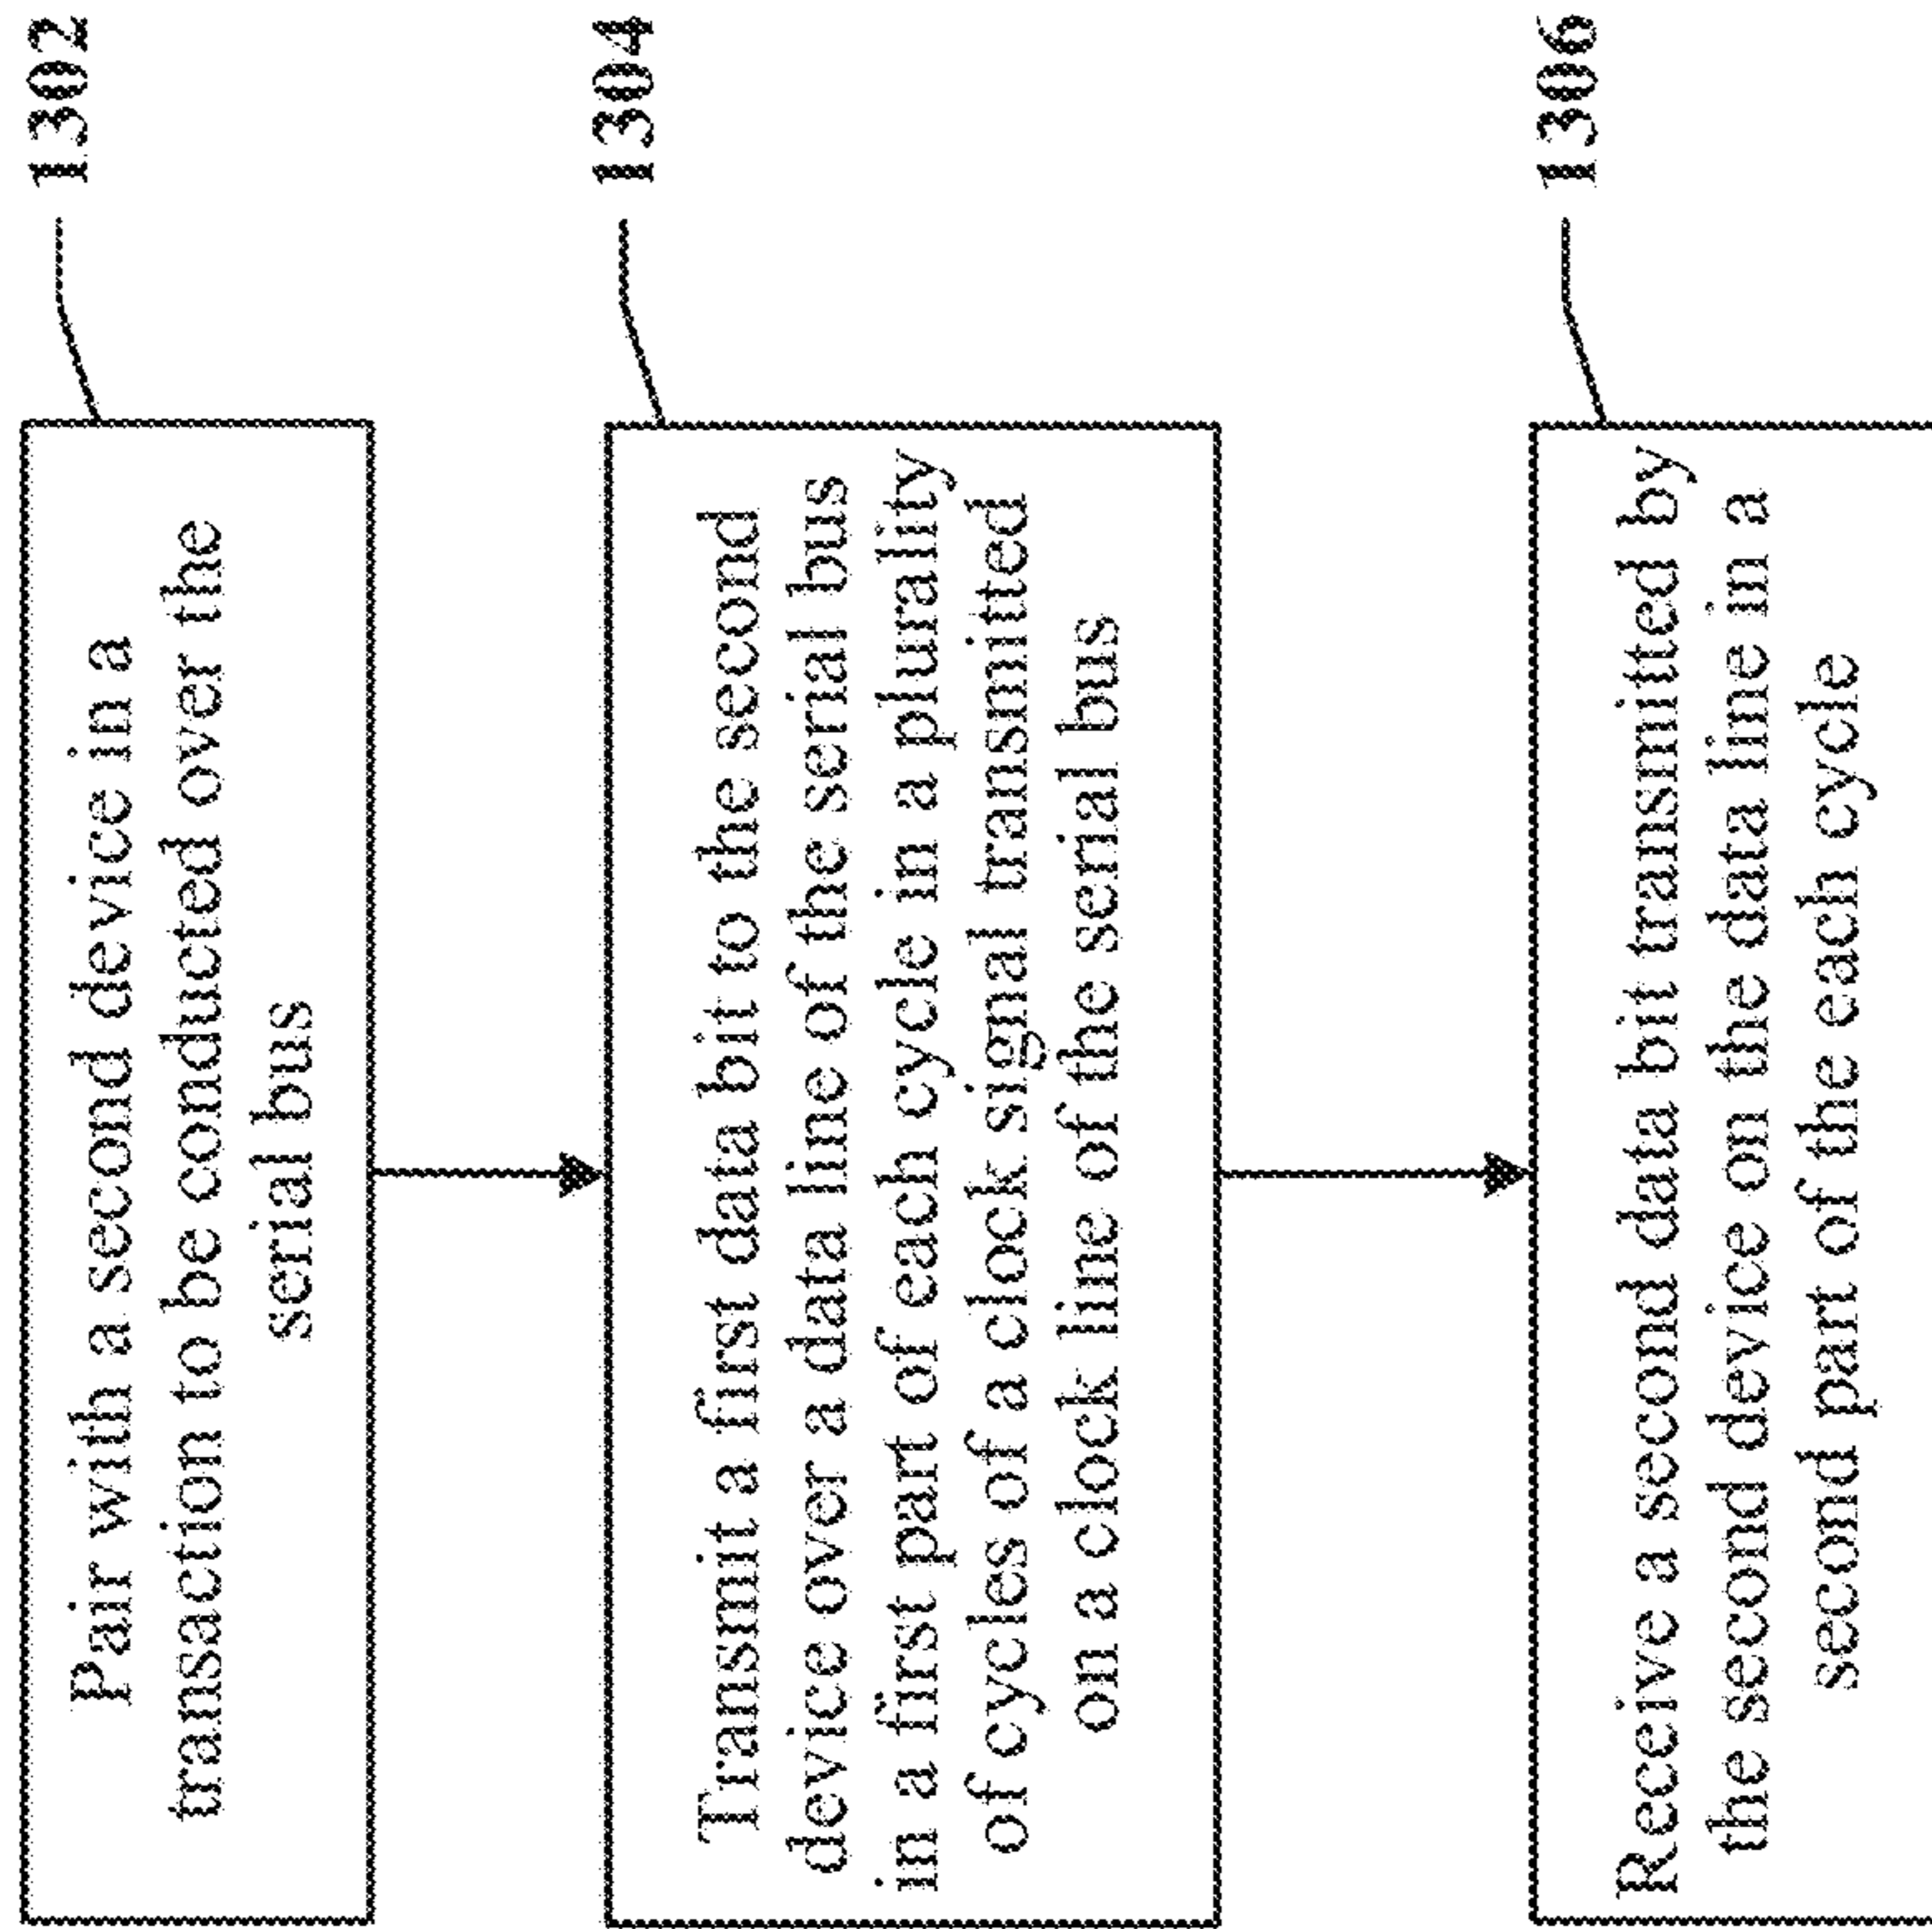 1302
Pair with a second device in a
transaction to be conducted over the
serial bus
1304
Transmit a first data bit to the second
device over a data line of the serial bus
in a first part of each cycle in a plurality
of cycles of a clock signal transmitted
on a clock line of the serial bus
1306
Receive a second data bit transmitted by
the second device on the data line in a
second part of the each cycle